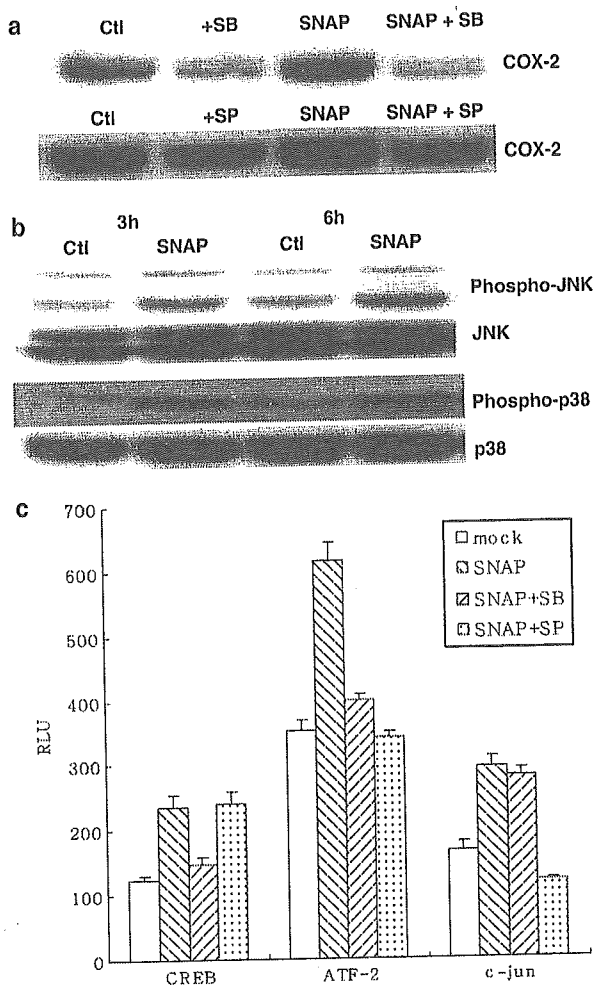 a
Ctl +SB SNAP SNAP + SB
COX-2
Ctl +SP SNAP SNAP + SP
COX-2
b
3h 6h
Ctl SNAP Ctl SNAP
Phospho-JNK
JNK
Phospho-p38
p38
c
700
600
500
400
300
200
100
0
RLU
mock
SNAP
SNAP+SB
SNAP+SP
CREB ATF-2 c-jun